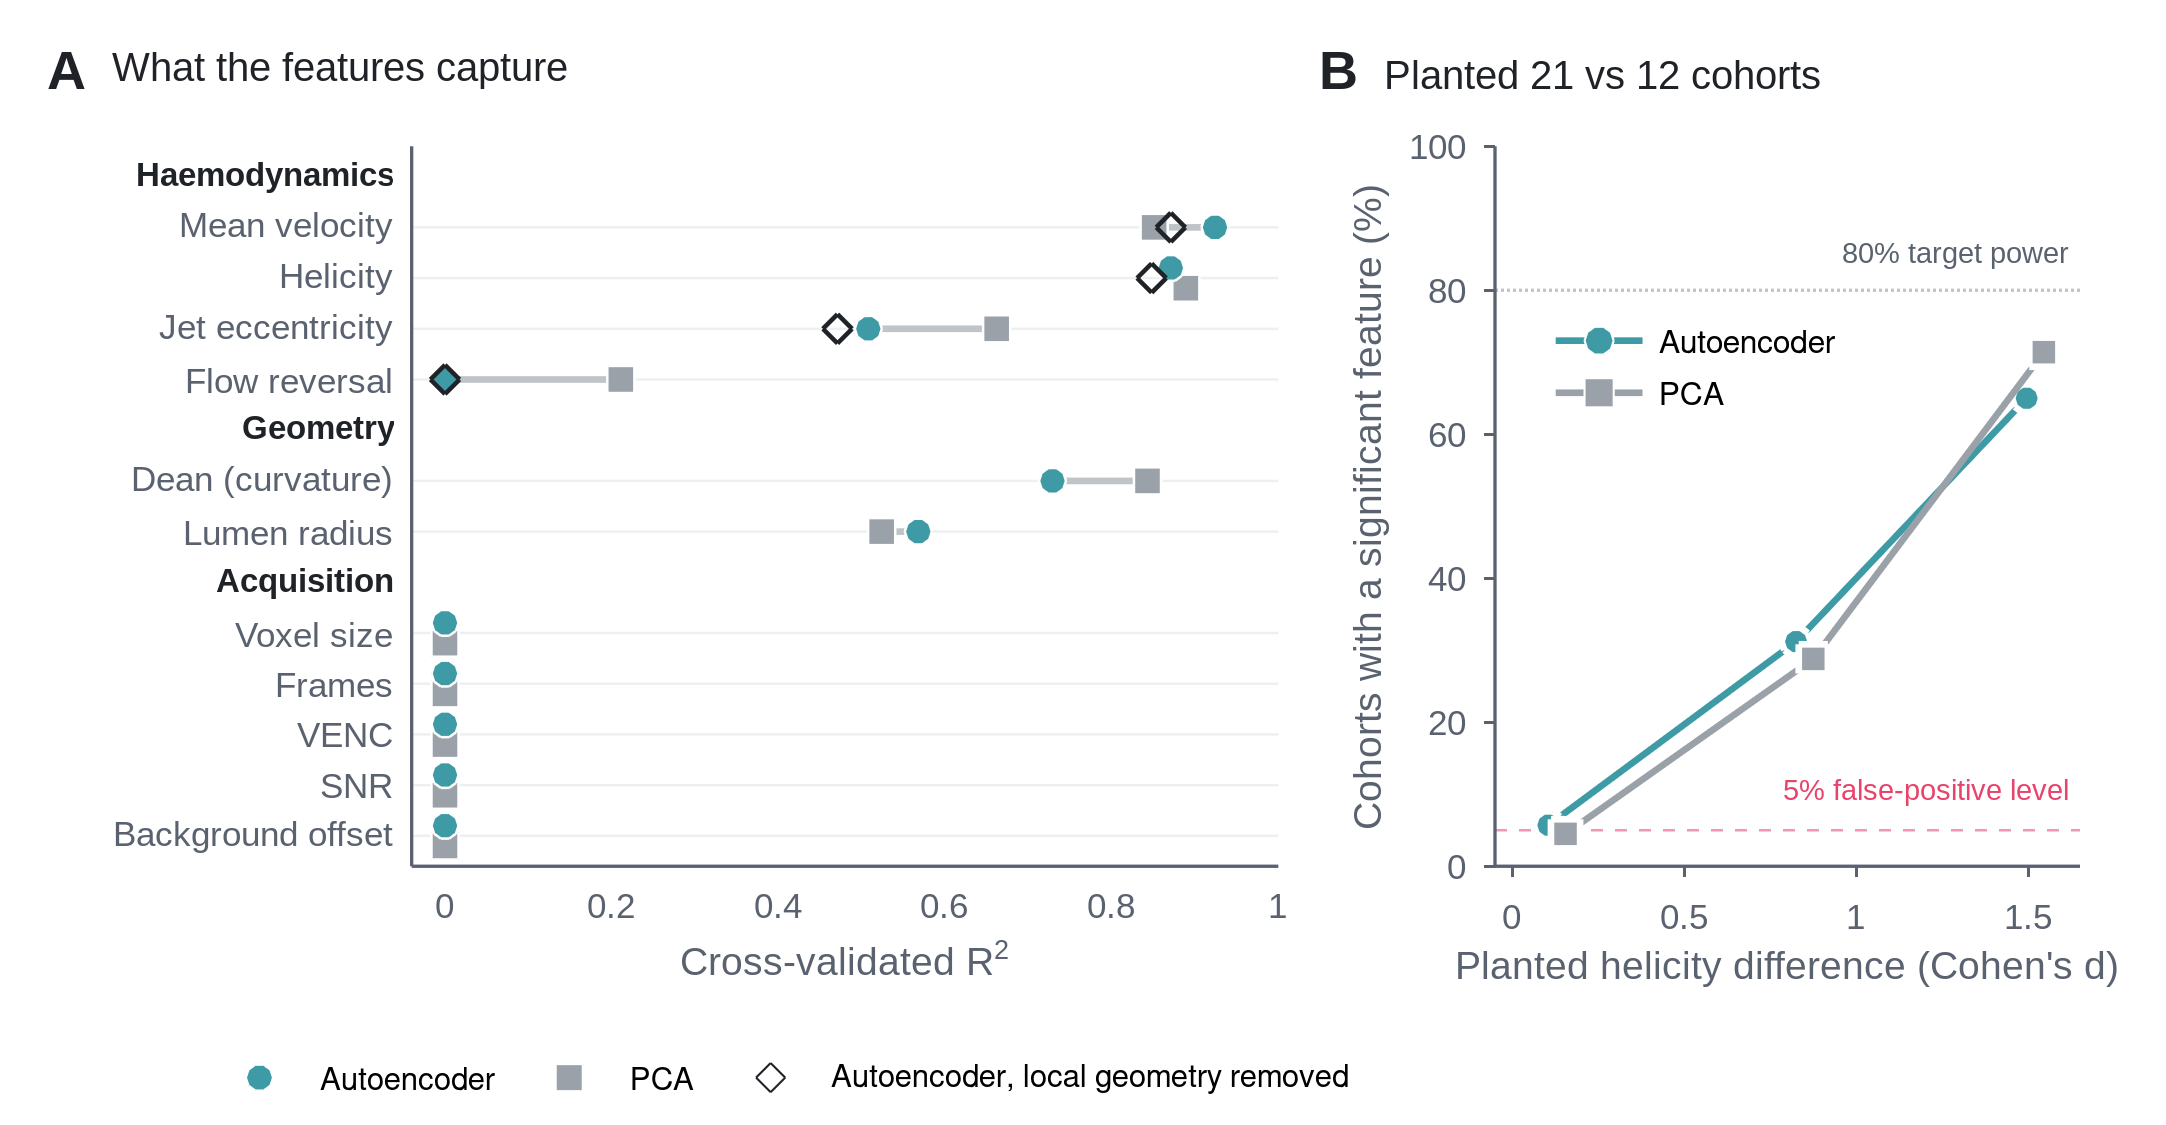 A What the features capture
Haemodynamics
Mean velocity
Helicity
Jet eccentricity
Flow reversal
Geometry
Dean (curvature)
Lumen radius
Acquisition
Voxel size
Frames
VENC
SNR
Background offset
0 0.2 0.4 0.6 0.8 1
Cross-validated R²
Autoencoder PCA Autoencoder, local geometry removed
B Planted 21 vs 12 cohorts
Cohorts with a significant feature (%)
100
80
60
40
20
0
80% target power
Autoencoder
PCA
5% false-positive level
0 0.5 1 1.5
Planted helicity difference (Cohen's d)